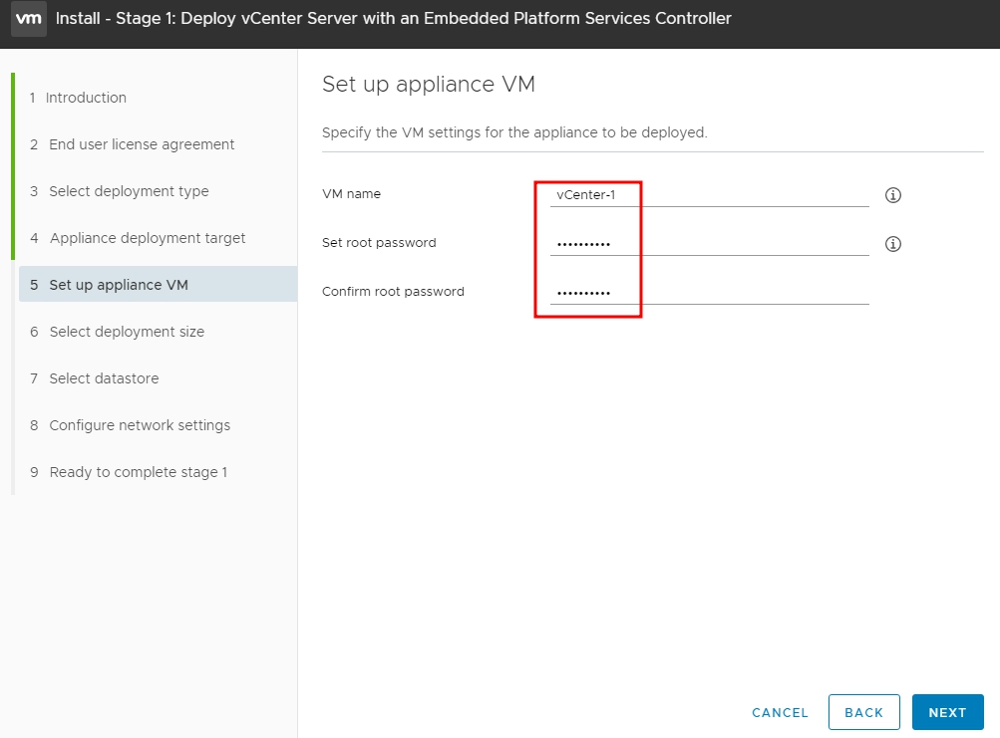 vm Install - Stage 1: Deploy vCenter Server with an Embedded Platform Services Controller
1 Introduction
2 End user license agreement
3 Select deployment type
4 Appliance deployment target
5 Set up appliance VM
6 Select deployment size
7 Select datastore
8 Configure network settings
9 Ready to complete stage 1
Set up appliance VM
Specify the VM settings for the appliance to be deployed.
VM name vCenter-1
Set root password ••••••••••
Confirm root password ••••••••••
CANCEL BACK NEXT